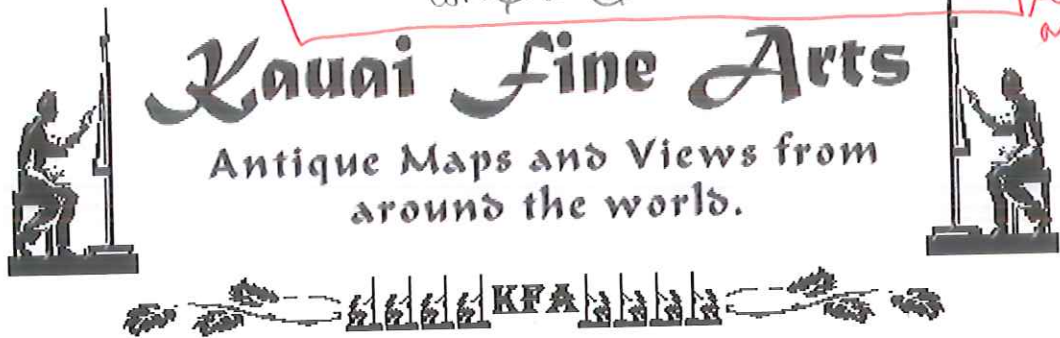 Kauai Fine Arts
Antique Maps and Views from
around the world.
KFA